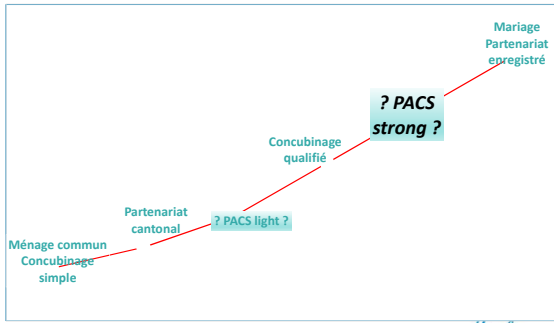 Mariage
Partenariat
enregistré
? PACS
strong ?
Concubinage
qualifié
Partenariat
cantonal
? PACS light ?
Ménage commun
Concubinage
simple